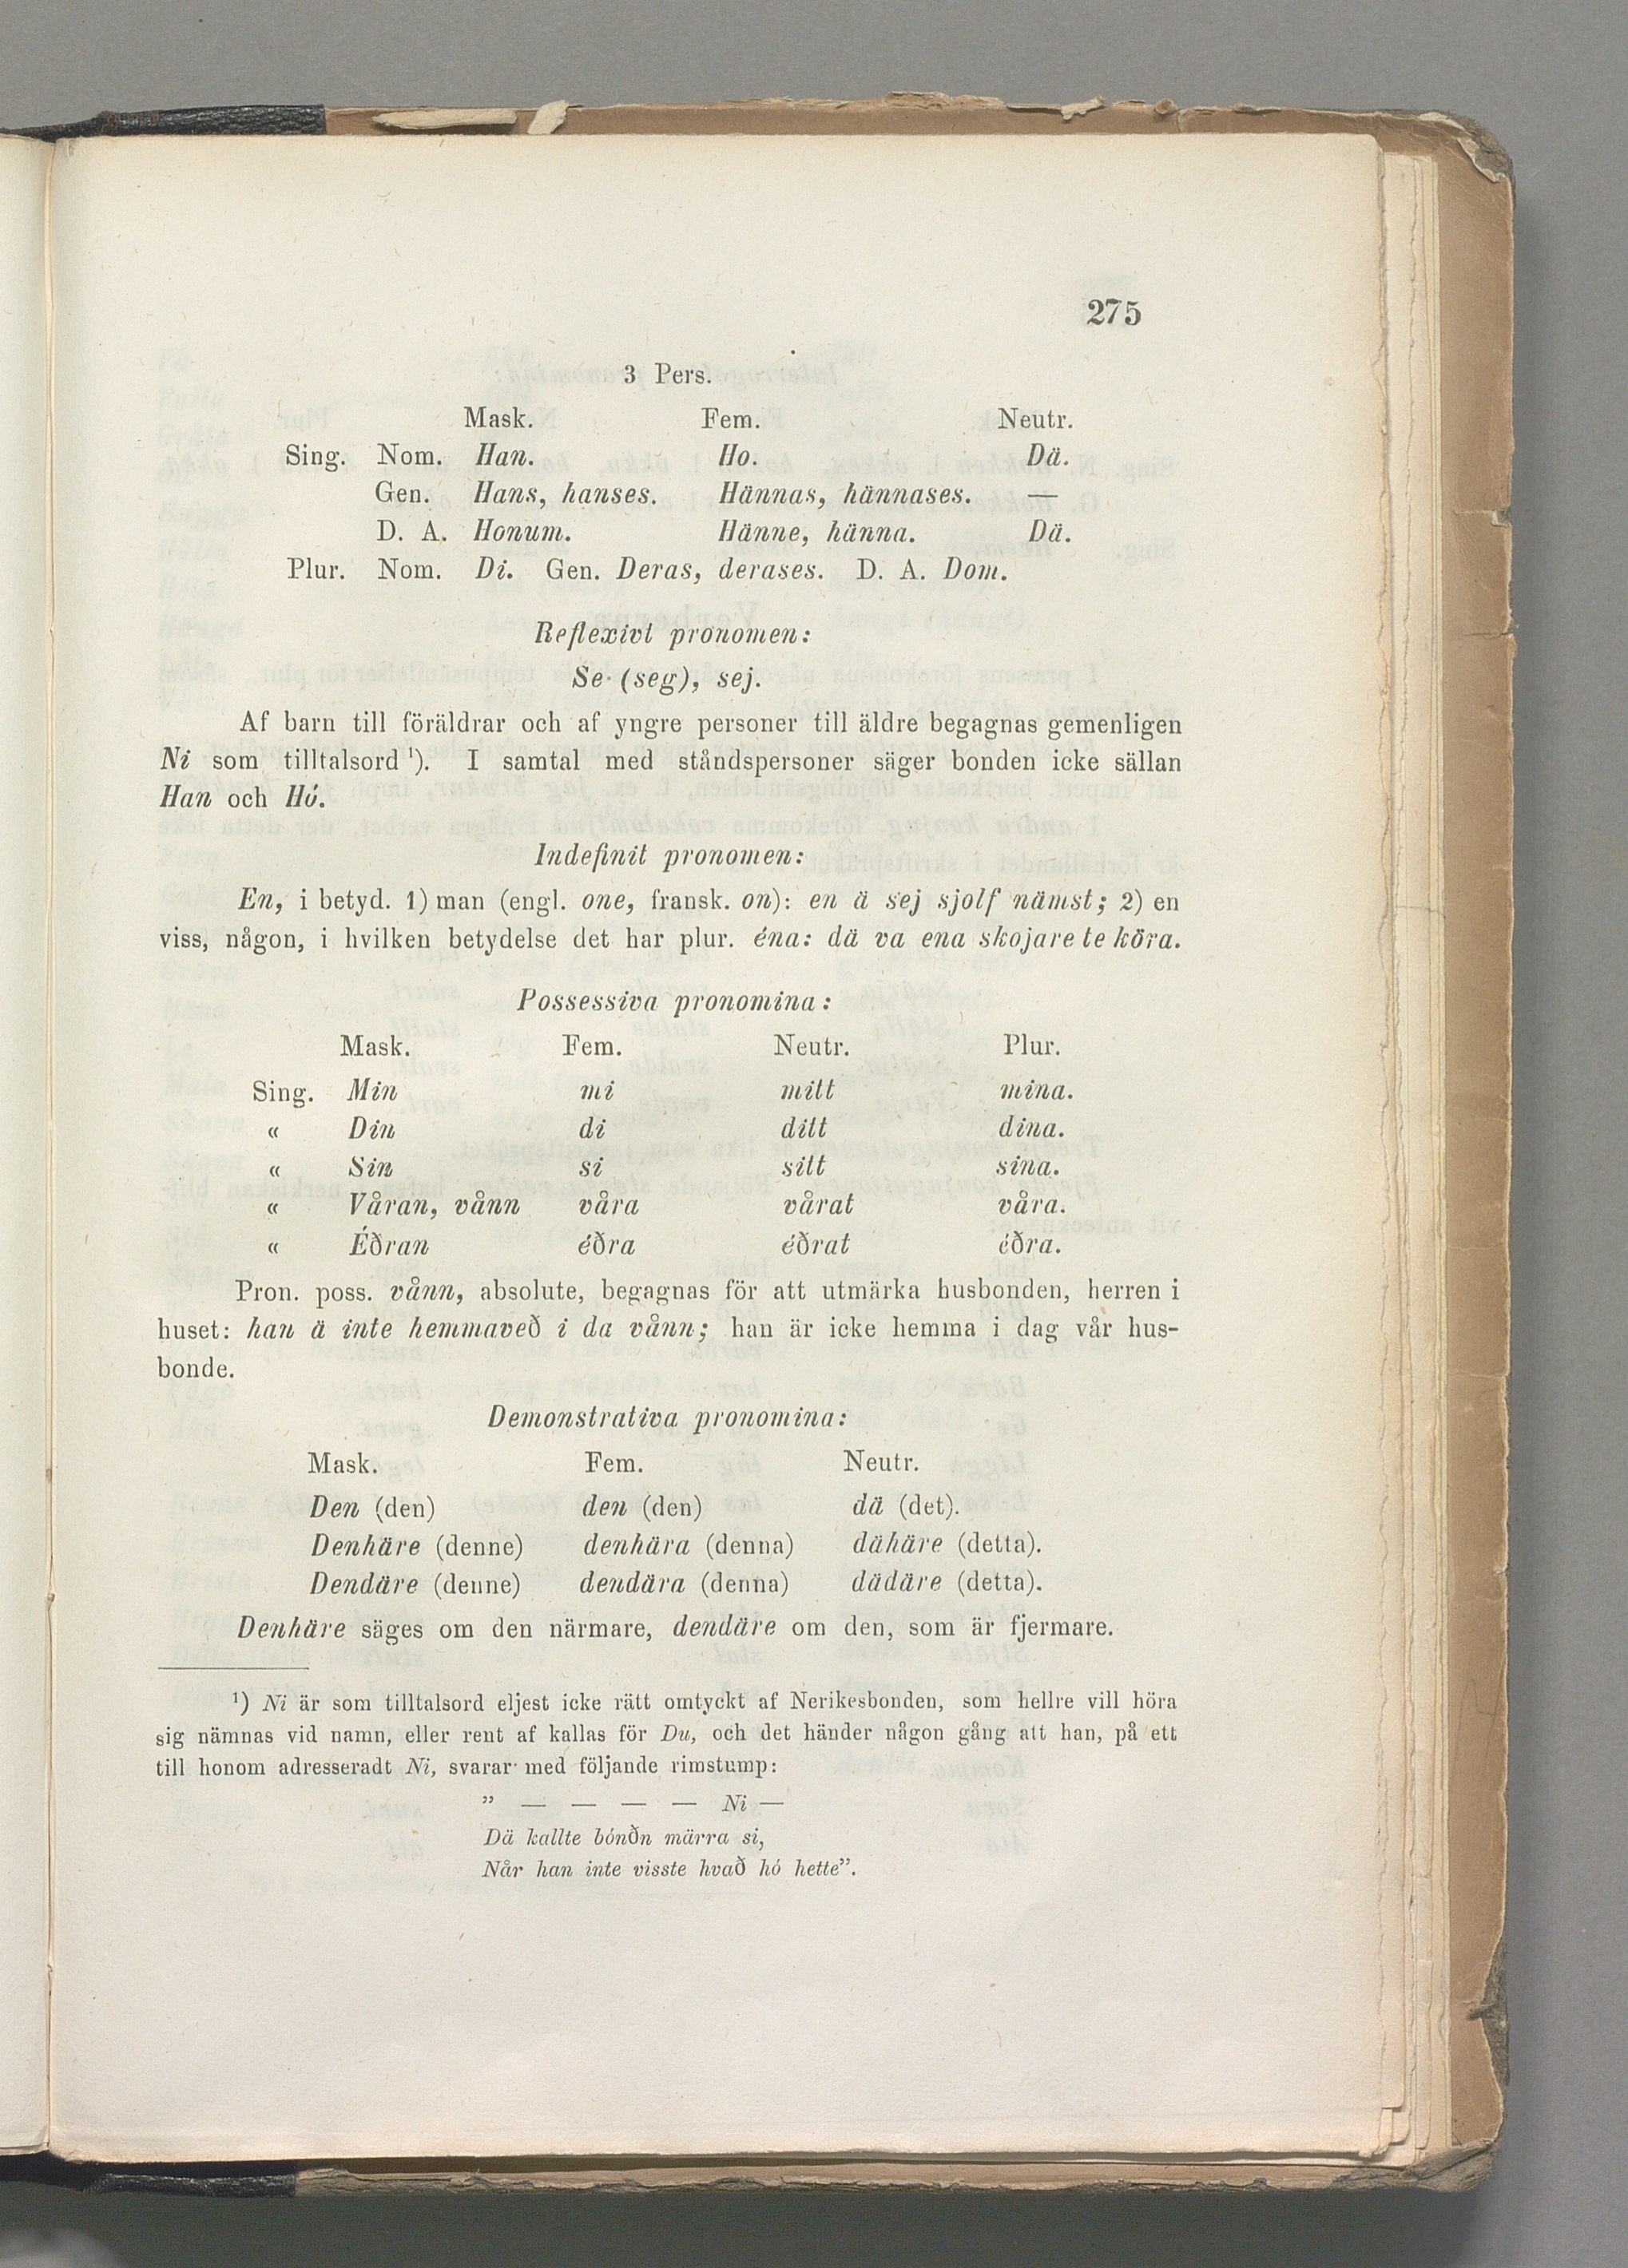 275
3 Pers.
Mask. Fem. Neutr.
Sing. Nom. Han. Ho. Dä.
Gen. Hans, hanses. Hännas, hännases. —
D. A. Honum. Hänne, hänna. Dä.
Plur. Nom. Di. Gen. Deras, derases. D. A. Dom.
Reflexivt pronomen:
Se (seg), sej.
Af barn till föräldrar och af yngre personer till äldre begagnas gemenligen
Ni som tilltalsord ¹). I samtal med ståndspersoner säger bonden icke sällan
Han och Hó.
Indefinit pronomen:
En, i betyd. 1) man (engl. one, fransk. on): en ä sej sjolf nämst; 2) en
viss, någon, i hvilken betydelse det har plur. éna: dä va ena skojare te köra.
Possessiva pronomina:
Mask. Fem. Neutr. Plur.
Sing. Min mi mitt mina.
« Din di ditt dina.
« Sin si sitt sina.
« Våran, vånn våra vårat våra.
« Éðran éðra éðrat éðra.
Pron. poss. vånn, absolute, begagnas för att utmärka husbonden, herren i
huset: han ä inte hemmaveð i da vånn; han är icke hemma i dag vår hus-
bonde.
Demonstrativa pronomina:
Mask. Fem. Neutr.
Den (den) den (den) dä (det).
Denhäre (denne) denhära (denna) dähäre (detta).
Dendäre (denne) dendära (denna) dädäre (detta).
Denhäre säges om den närmare, dendäre om den, som är fjermare.
¹) Ni är som tilltalsord eljest icke rätt omtyckt af Nerikesbonden, som hellre vill höra
sig nämnas vid namn, eller rent af kallas för Du, och det händer någon gång att han, på ett
till honom adresseradt Ni, svarar med följande rimstump:
” — — — — Ni —
Dä kallte bónðn märra si,
Når han inte visste hvað hó hette”.